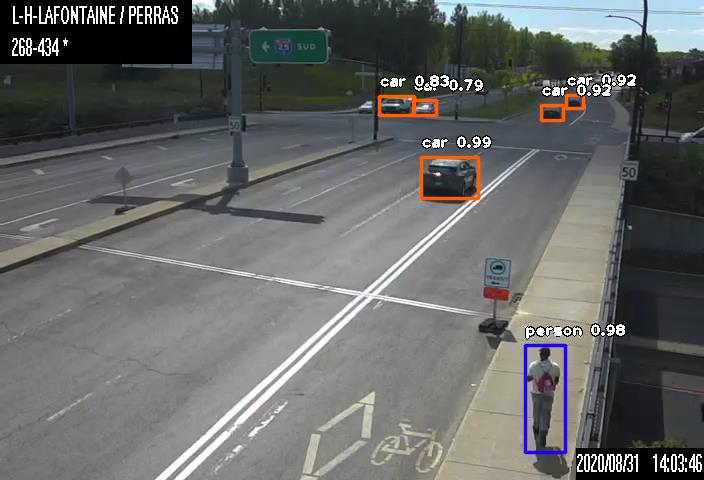 L-H-LAFONTAINE / PERRAS
268-434 *
25 SUD
car 0.83
0.79
car 0.92
car 0.92
50
car 0.99
50
person 0.98
2020/08/31 14:03:46